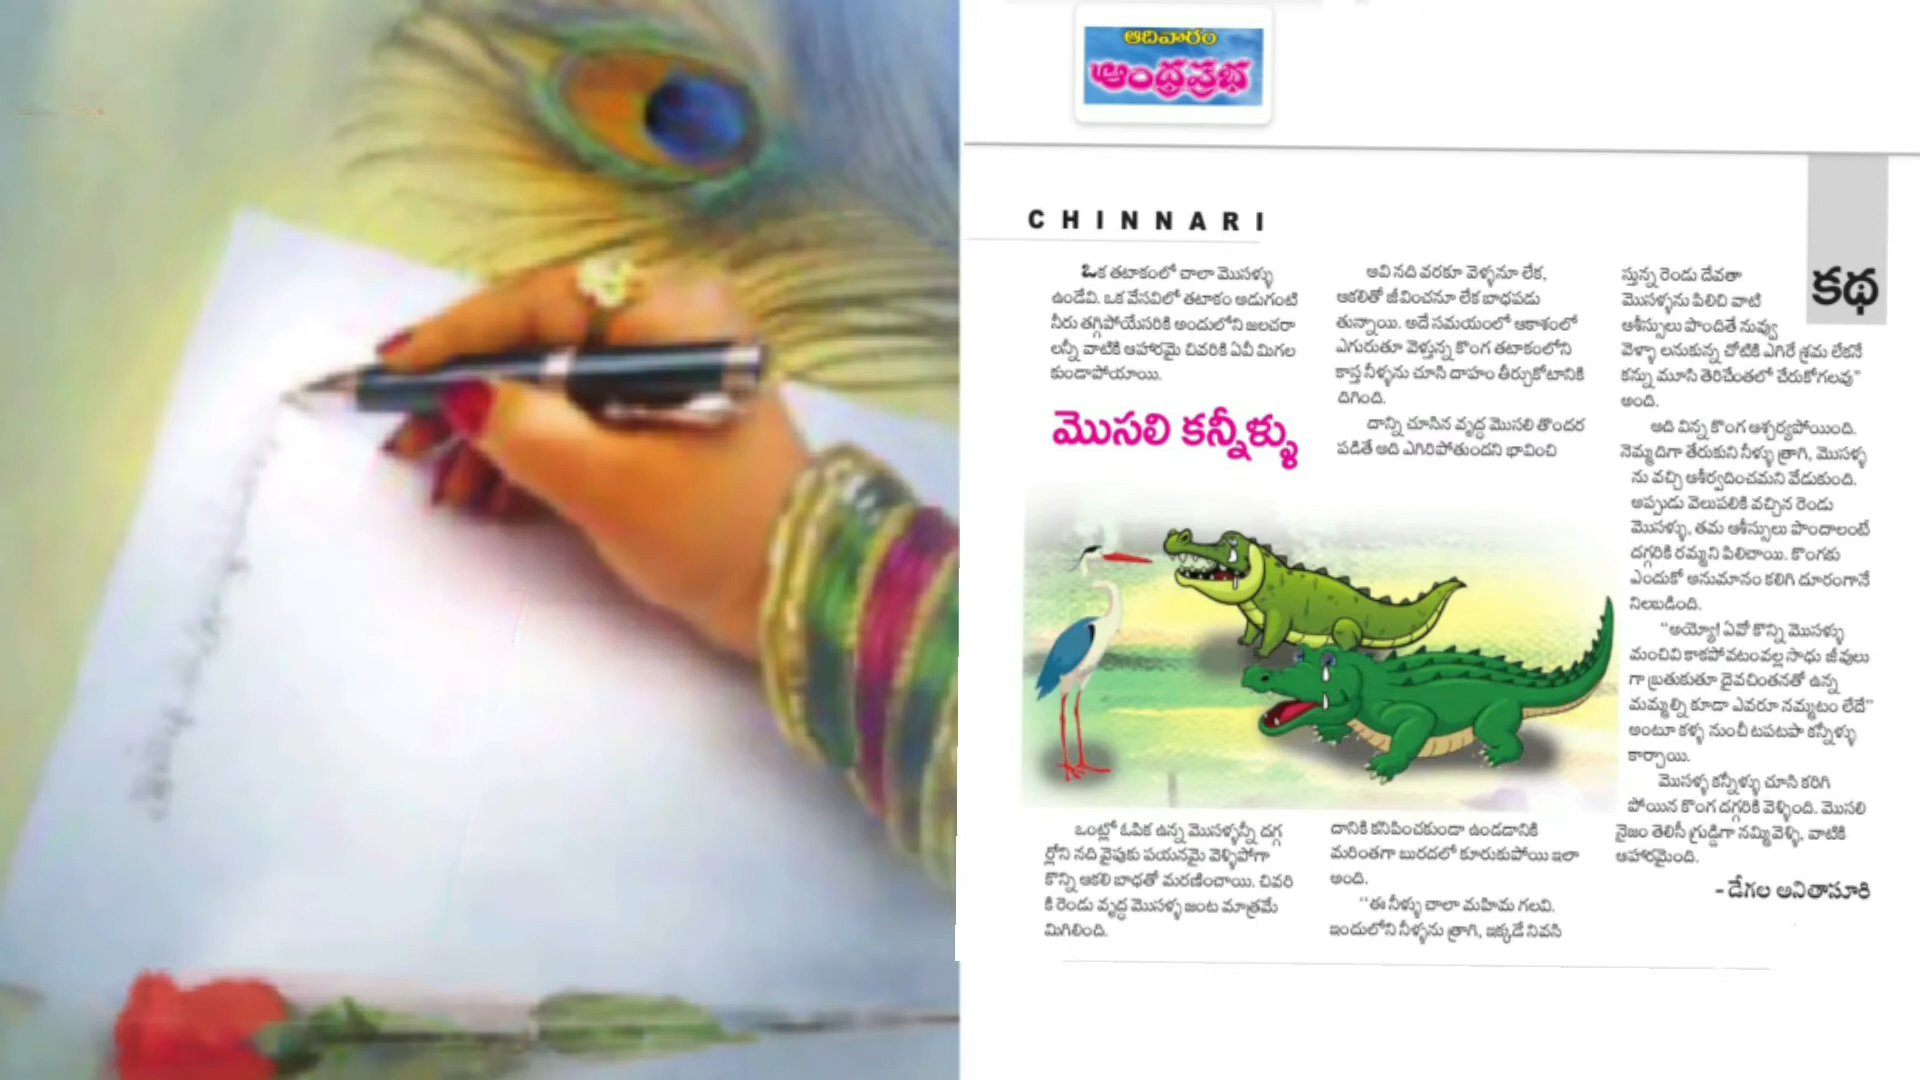 ఆదివారం
ఆంధ్రప్రభ
CHINNARI
కథ
ఒక తటాకంలో చాలా మొసళ్ళు
ఉండేవి. ఒక వేసవిలో తటాకం అడుగంటి
నీరు తగ్గిపోయేసరికి అందులోని జలచరా
లన్నీ వాటికి ఆహారమై చివరికి ఏవీ మిగల
కుండాపోయాయి.
మొసలి కన్నీళ్ళు
ఒంట్లో ఓపిక ఉన్న మొసళ్ళన్నీ దగ్గ
ర్లోని నది వైపుకు పయనమై వెళ్ళిపోగా
కొన్ని ఆకలి బాధతో మరణించాయి. చివరి
కి రెండు వృద్ధ మొసళ్ళ జంట మాత్రమే
మిగిలింది.
అవి నది వరకూ వెళ్ళనూ లేక,
ఆకలితో జీవించనూ లేక బాధపడు
తున్నాయి. అదే సమయంలో ఆకాశంలో
ఎగురుతూ వెళ్తున్న కొంగ తటాకంలోని
కాస్త నీళ్ళను చూసి దాహం తీర్చుకోటానికి
దిగింది.
దాన్ని చూసిన వృద్ధ మొసలి తొందర
పడితే అది ఎగిరిపోతుందని భావించి
దానికి కనిపించకుండా ఉండడానికి
మరింతగా బురదలో కూరుకుపోయి ఇలా
అంది.
‘‘ఈ నీళ్ళు చాలా మహిమ గలవి.
ఇందులోని నీళ్ళను త్రాగి, ఇక్కడే నివసి
స్తున్న రెండు దేవతా
మొసళ్ళను పిలిచి వాటి
ఆశీస్సులు పొందితే నువ్వు
వెళ్ళా లనుకున్న చోటికి ఎగిరే శ్రమ లేకనే
కన్ను మూసి తెరిచేంతలో చేరుకోగలవు’’
అంది.
అది విన్న కొంగ ఆశ్చర్యపోయింది.
నెమ్మదిగా తేరుకుని నీళ్ళు త్రాగి, మొసళ్ళ
ను వచ్చి ఆశీర్వదించమని వేడుకుంది.
అప్పుడు వెలుపలికి వచ్చిన రెండు
మొసళ్ళు, తమ ఆశీస్సులు పొందాలంటే
దగ్గరికి రమ్మని పిలిచాయి. కొంగకు
ఎందుకో అనుమానం కలిగి దూరంగానే
నిలబడింది.
‘‘అయ్యో! ఏవో కొన్ని మొసళ్ళు
మంచివి కాకపోవటంవల్ల సాధు జీవులు
గా బ్రతుకుతూ దైవచింతనతో ఉన్న
మమ్మల్ని కూడా ఎవరూ నమ్మటం లేదే’’
అంటూ కళ్ళ నుంచీ టపటపా కన్నీళ్ళు
కార్చాయి.
మొసళ్ళ కన్నీళ్ళు చూసి కరిగి
పోయిన కొంగ దగ్గరికి వెళ్ళింది. మొసలి
నైజం తెలిసీ గ్రుడ్డిగా నమ్మి వెళ్ళి, వాటికి
ఆహారమైంది.
- డేగల అనితాసూరి